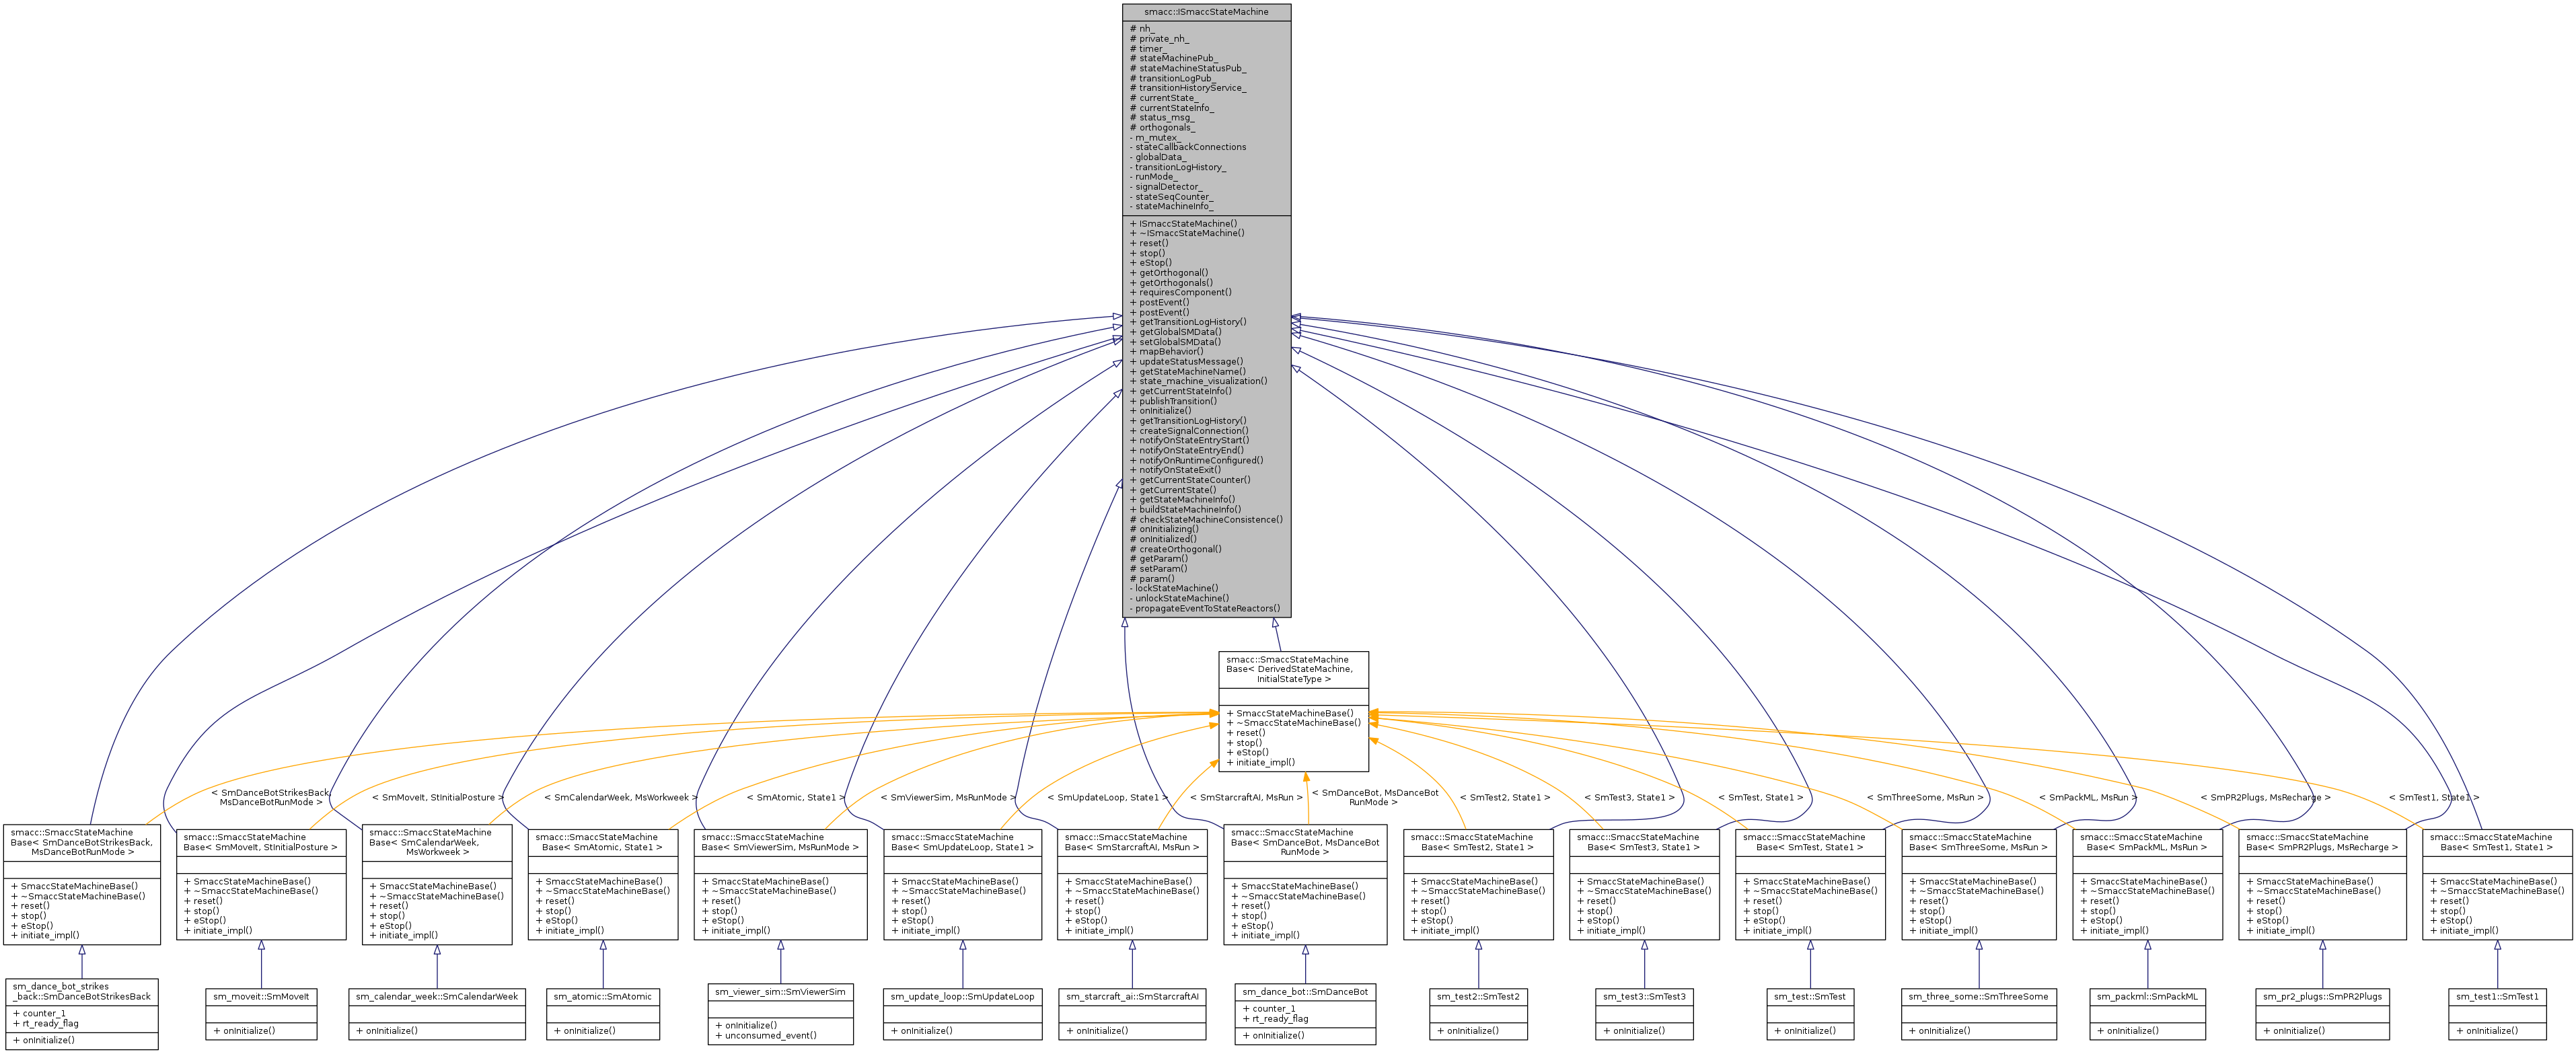 smacc::ISmaccStateMachine
# nh_
# private_nh_
# timer_
# stateMachinePub_
# stateMachineStatusPub_
# transitionLogPub_
# transitionHistoryService_
# currentState_
# currentStateInfo_
# status_msg_
# orthogonals_
- m_mutex_
- stateCallbackConnections
- globalData_
- transitionLogHistory_
- runMode_
- signalDetector_
- stateSeqCounter_
- stateMachineInfo_
+ ISmaccStateMachine()
+ ~ISmaccStateMachine()
+ reset()
+ stop()
+ eStop()
+ getOrthogonal()
+ getOrthogonals()
+ requiresComponent()
+ postEvent()
+ postEvent()
+ getTransitionLogHistory()
+ getGlobalSMData()
+ setGlobalSMData()
+ mapBehavior()
+ updateStatusMessage()
+ getStateMachineName()
+ state_machine_visualization()
+ getCurrentStateInfo()
+ publishTransition()
+ onInitialize()
+ getTransitionLogHistory()
+ createSignalConnection()
+ notifyOnStateEntryStart()
+ notifyOnStateEntryEnd()
+ notifyOnRuntimeConfigured()
+ notifyOnStateExit()
+ getCurrentStateCounter()
+ getCurrentState()
+ getStateMachineInfo()
+ buildStateMachineInfo()
# checkStateMachineConsistence()
# onInitializing()
# onInitialized()
# createOrthogonal()
# getParam()
# setParam()
# param()
- lockStateMachine()
- unlockStateMachine()
- propagateEventToStateReactors()
smacc::SmaccStateMachine
Base< DerivedStateMachine,
InitialStateType >
+ SmaccStateMachineBase()
+ ~SmaccStateMachineBase()
+ reset()
+ stop()
+ eStop()
+ initiate_impl()
< SmDanceBotStrikesBack,
MsDanceBotRunMode >
< SmMoveIt, StInitialPosture >
< SmCalendarWeek, MsWorkweek >
< SmAtomic, State1 >
< SmViewerSim, MsRunMode >
< SmUpdateLoop, State1 >
< SmStarcraftAI, MsRun >
< SmDanceBot, MsDanceBot
RunMode >
< SmTest2, State1 >
< SmTest3, State1 >
< SmTest, State1 >
< SmThreeSome, MsRun >
< SmPackML, MsRun >
< SmPR2Plugs, MsRecharge >
< SmTest1, State1 >
smacc::SmaccStateMachine
Base< SmDanceBotStrikesBack,
MsDanceBotRunMode >
+ SmaccStateMachineBase()
+ ~SmaccStateMachineBase()
+ reset()
+ stop()
+ eStop()
+ initiate_impl()
smacc::SmaccStateMachine
Base< SmMoveIt, StInitialPosture >
+ SmaccStateMachineBase()
+ ~SmaccStateMachineBase()
+ reset()
+ stop()
+ eStop()
+ initiate_impl()
smacc::SmaccStateMachine
Base< SmCalendarWeek,
MsWorkweek >
+ SmaccStateMachineBase()
+ ~SmaccStateMachineBase()
+ reset()
+ stop()
+ eStop()
+ initiate_impl()
smacc::SmaccStateMachine
Base< SmAtomic, State1 >
+ SmaccStateMachineBase()
+ ~SmaccStateMachineBase()
+ reset()
+ stop()
+ eStop()
+ initiate_impl()
smacc::SmaccStateMachine
Base< SmViewerSim, MsRunMode >
+ SmaccStateMachineBase()
+ ~SmaccStateMachineBase()
+ reset()
+ stop()
+ eStop()
+ initiate_impl()
smacc::SmaccStateMachine
Base< SmUpdateLoop, State1 >
+ SmaccStateMachineBase()
+ ~SmaccStateMachineBase()
+ reset()
+ stop()
+ eStop()
+ initiate_impl()
smacc::SmaccStateMachine
Base< SmStarcraftAI, MsRun >
+ SmaccStateMachineBase()
+ ~SmaccStateMachineBase()
+ reset()
+ stop()
+ eStop()
+ initiate_impl()
smacc::SmaccStateMachine
Base< SmDanceBot, MsDanceBot
RunMode >
+ SmaccStateMachineBase()
+ ~SmaccStateMachineBase()
+ reset()
+ stop()
+ eStop()
+ initiate_impl()
smacc::SmaccStateMachine
Base< SmTest2, State1 >
+ SmaccStateMachineBase()
+ ~SmaccStateMachineBase()
+ reset()
+ stop()
+ eStop()
+ initiate_impl()
smacc::SmaccStateMachine
Base< SmTest3, State1 >
+ SmaccStateMachineBase()
+ ~SmaccStateMachineBase()
+ reset()
+ stop()
+ eStop()
+ initiate_impl()
smacc::SmaccStateMachine
Base< SmTest, State1 >
+ SmaccStateMachineBase()
+ ~SmaccStateMachineBase()
+ reset()
+ stop()
+ eStop()
+ initiate_impl()
smacc::SmaccStateMachine
Base< SmThreeSome, MsRun >
+ SmaccStateMachineBase()
+ ~SmaccStateMachineBase()
+ reset()
+ stop()
+ eStop()
+ initiate_impl()
smacc::SmaccStateMachine
Base< SmPackML, MsRun >
+ SmaccStateMachineBase()
+ ~SmaccStateMachineBase()
+ reset()
+ stop()
+ eStop()
+ initiate_impl()
smacc::SmaccStateMachine
Base< SmPR2Plugs, MsRecharge >
+ SmaccStateMachineBase()
+ ~SmaccStateMachineBase()
+ reset()
+ stop()
+ eStop()
+ initiate_impl()
smacc::SmaccStateMachine
Base< SmTest1, State1 >
+ SmaccStateMachineBase()
+ ~SmaccStateMachineBase()
+ reset()
+ stop()
+ eStop()
+ initiate_impl()
sm_dance_bot_strikes
_back::SmDanceBotStrikesBack
+ counter_1
+ rt_ready_flag
+ onInitialize()
sm_moveit::SmMoveIt
+ onInitialize()
sm_calendar_week::SmCalendarWeek
+ onInitialize()
sm_atomic::SmAtomic
+ onInitialize()
sm_viewer_sim::SmViewerSim
+ onInitialize()
+ unconsumed_event()
sm_update_loop::SmUpdateLoop
+ onInitialize()
sm_starcraft_ai::SmStarcraftAI
+ onInitialize()
sm_dance_bot::SmDanceBot
+ counter_1
+ rt_ready_flag
+ onInitialize()
sm_test2::SmTest2
+ onInitialize()
sm_test3::SmTest3
+ onInitialize()
sm_test::SmTest
+ onInitialize()
sm_three_some::SmThreeSome
+ onInitialize()
sm_packml::SmPackML
+ onInitialize()
sm_pr2_plugs::SmPR2Plugs
+ onInitialize()
sm_test1::SmTest1
+ onInitialize()